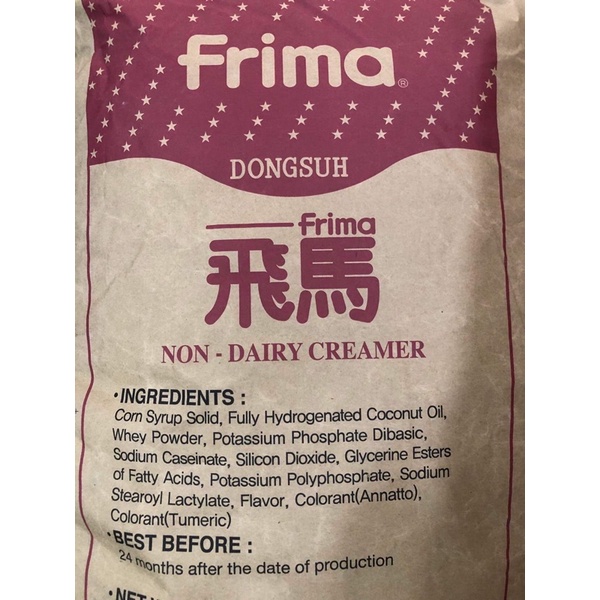 Frima®
DONGSUH
Frima
飛馬
NON - DAIRY CREAMER
·INGREDIENTS :
Corn Syrup Solid, Fully Hydrogenated Coconut Oil,
Whey Powder, Potassium Phosphate Dibasic,
Sodium Caseinate, Silicon Dioxide, Glycerine Esters
of Fatty Acids, Potassium Polyphosphate, Sodium
Stearoyl Lactylate, Flavor, Colorant(Annatto),
Colorant(Tumeric)
·BEST BEFORE :
24 months after the date of production